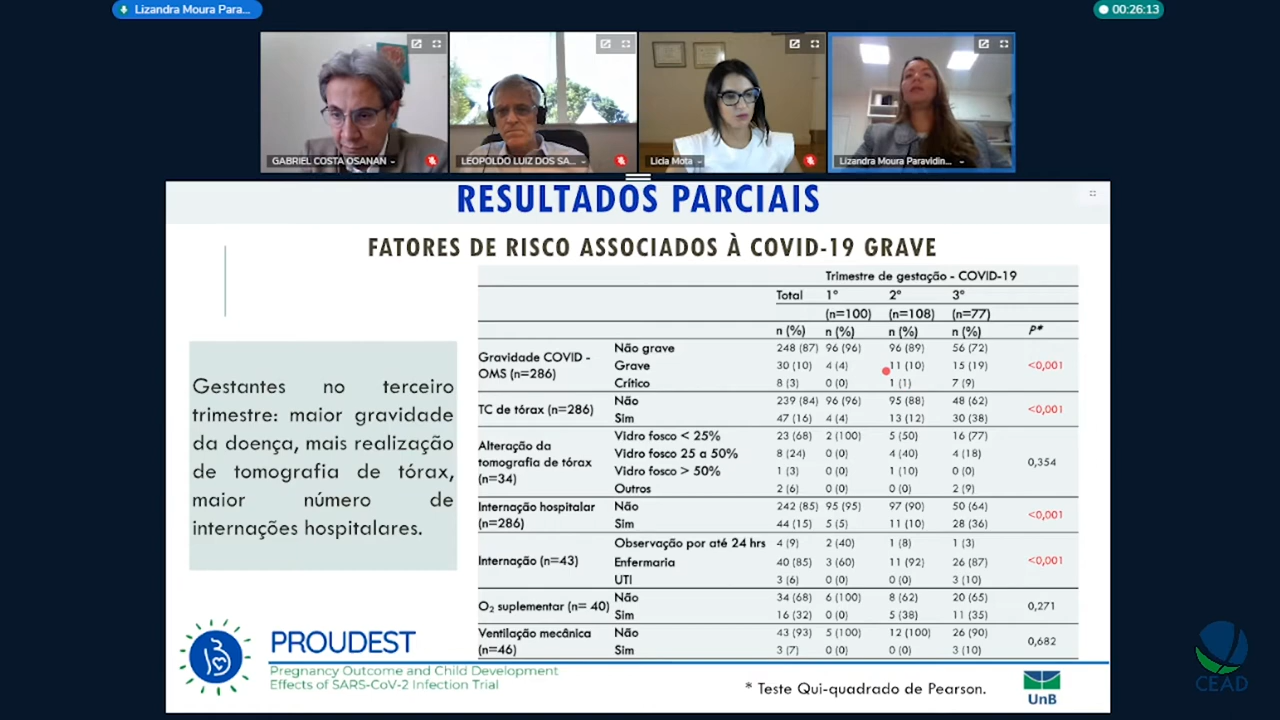 Lizandra Moura Para...
00:26:13
GABRIEL COSTA OSANAN
LEOPOLDO LUIZ DOS SA...
Licia Mota
Lizandra Moura Paravidin...
RESULTADOS PARCIAIS
FATORES DE RISCO ASSOCIADOS À COVID-19 GRAVE
Gestantes no terceiro
trimestre: maior gravidade
da doença, mais realização
de tomografia de tórax,
maior número de
internações hospitalares.
Trimestre de gestação - COVID-19
Total 1° 2° 3°
(n=100) (n=108) (n=77)
n (%) n (%) n (%) n (%) P*
Gravidade COVID - OMS (n=286) Não grave 248 (87) 96 (96) 96 (89) 56 (72) <0,001
Grave 30 (10) 4 (4) 11 (10) 15 (19)
Crítico 8 (3) 0 (0) 1 (1) 7 (9)
TC de tórax (n=286) Não 239 (84) 96 (96) 95 (88) 48 (62) <0,001
Sim 47 (16) 4 (4) 13 (12) 30 (38)
Alteração da tomografia de tórax (n=34) Vidro fosco < 25% 23 (68) 2 (100) 5 (50) 16 (77) 0,354
Vidro fosco 25 a 50% 8 (24) 0 (0) 4 (40) 4 (18)
Vidro fosco > 50% 1 (3) 0 (0) 1 (10) 0 (0)
Outros 2 (6) 0 (0) 0 (0) 2 (9)
Internação hospitalar (n=286) Não 242 (85) 95 (95) 97 (90) 50 (64) <0,001
Sim 44 (15) 5 (5) 11 (10) 28 (36)
Internação (n=43) Observação por até 24 hrs 4 (9) 2 (40) 1 (8) 1 (3) <0,001
Enfermaria 40 (85) 3 (60) 11 (92) 26 (87)
UTI 3 (6) 0 (0) 0 (0) 3 (10)
O₂ suplementar (n= 40) Não 34 (68) 6 (100) 8 (62) 20 (65) 0,271
Sim 16 (32) 0 (0) 5 (38) 11 (35)
Ventilação mecânica (n=46) Não 43 (93) 5 (100) 12 (100) 26 (90) 0,682
Sim 3 (7) 0 (0) 0 (0) 3 (10)
PROUDEST
Pregnancy Outcome and Child Development
Effects of SARS-CoV-2 Infection Trial
* Teste Qui-quadrado de Pearson.
UnB
CEAD